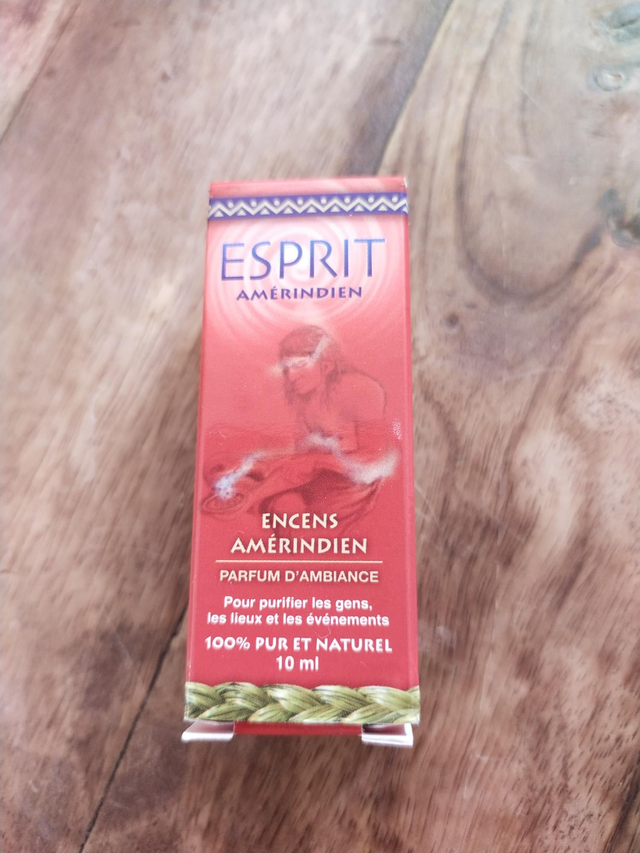 ESPRIT
AMÉRINDIEN
ENCENS
AMÉRINDIEN
PARFUM D'AMBIANCE
Pour purifier les gens,
les lieux et les événements
100% PUR ET NATUREL
10 ml